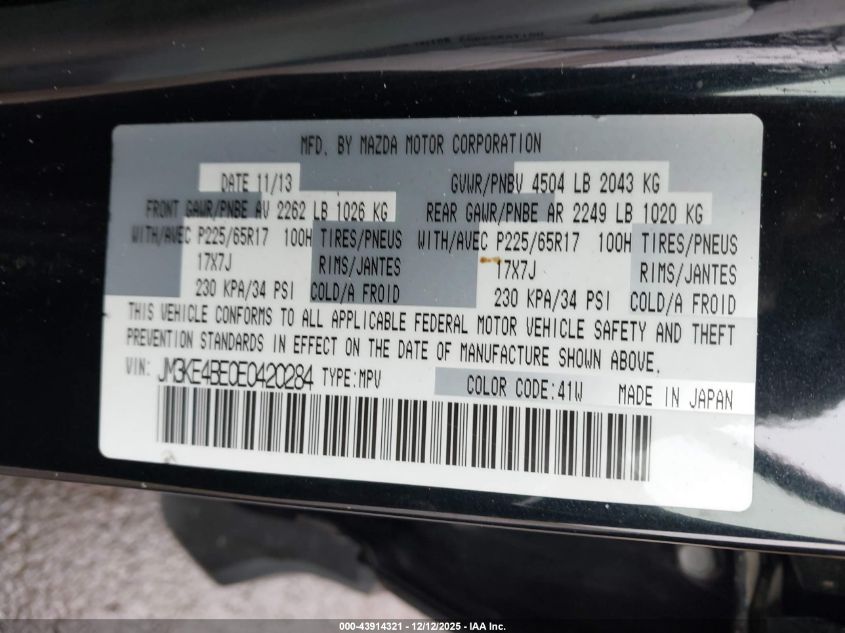 MFD. BY MAZDA MOTOR CORPORATION
DATE 11/13 GVWR/PNBV 4504 LB 2043 KG
FRONT GAWR/PNBE AV 2262 LB 1026 KG REAR GAWR/PNBE AR 2249 LB 1020 KG
WITH/AVEC P225/65R17 100H TIRES/PNEUS WITH/AVEC P225/65R17 100H TIRES/PNEUS
17X7J RIMS/JANTES 17X7J RIMS/JANTES
230 KPA/34 PSI COLD/A FROID 230 KPA/34 PSI COLD/A FROID
THIS VEHICLE CONFORMS TO ALL APPLICABLE FEDERAL MOTOR VEHICLE SAFETY AND THEFT
PREVENTION STANDARDS IN EFFECT ON THE DATE OF MANUFACTURE SHOWN ABOVE.
VIN: JM3KE4BE0E0420284 TYPE:MPV COLOR CODE:41W MADE IN JAPAN
000-43914321 - 12/12/2025 - IAA Inc.